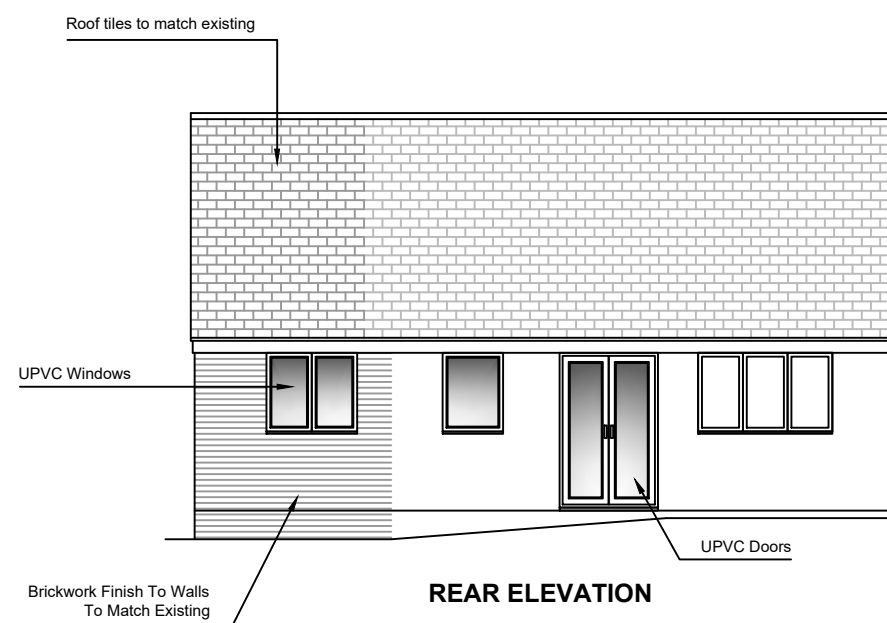 Roof tiles to match existing
UPVC Windows
UPVC Doors
Brickwork Finish To Walls
To Match Existing
REAR ELEVATION